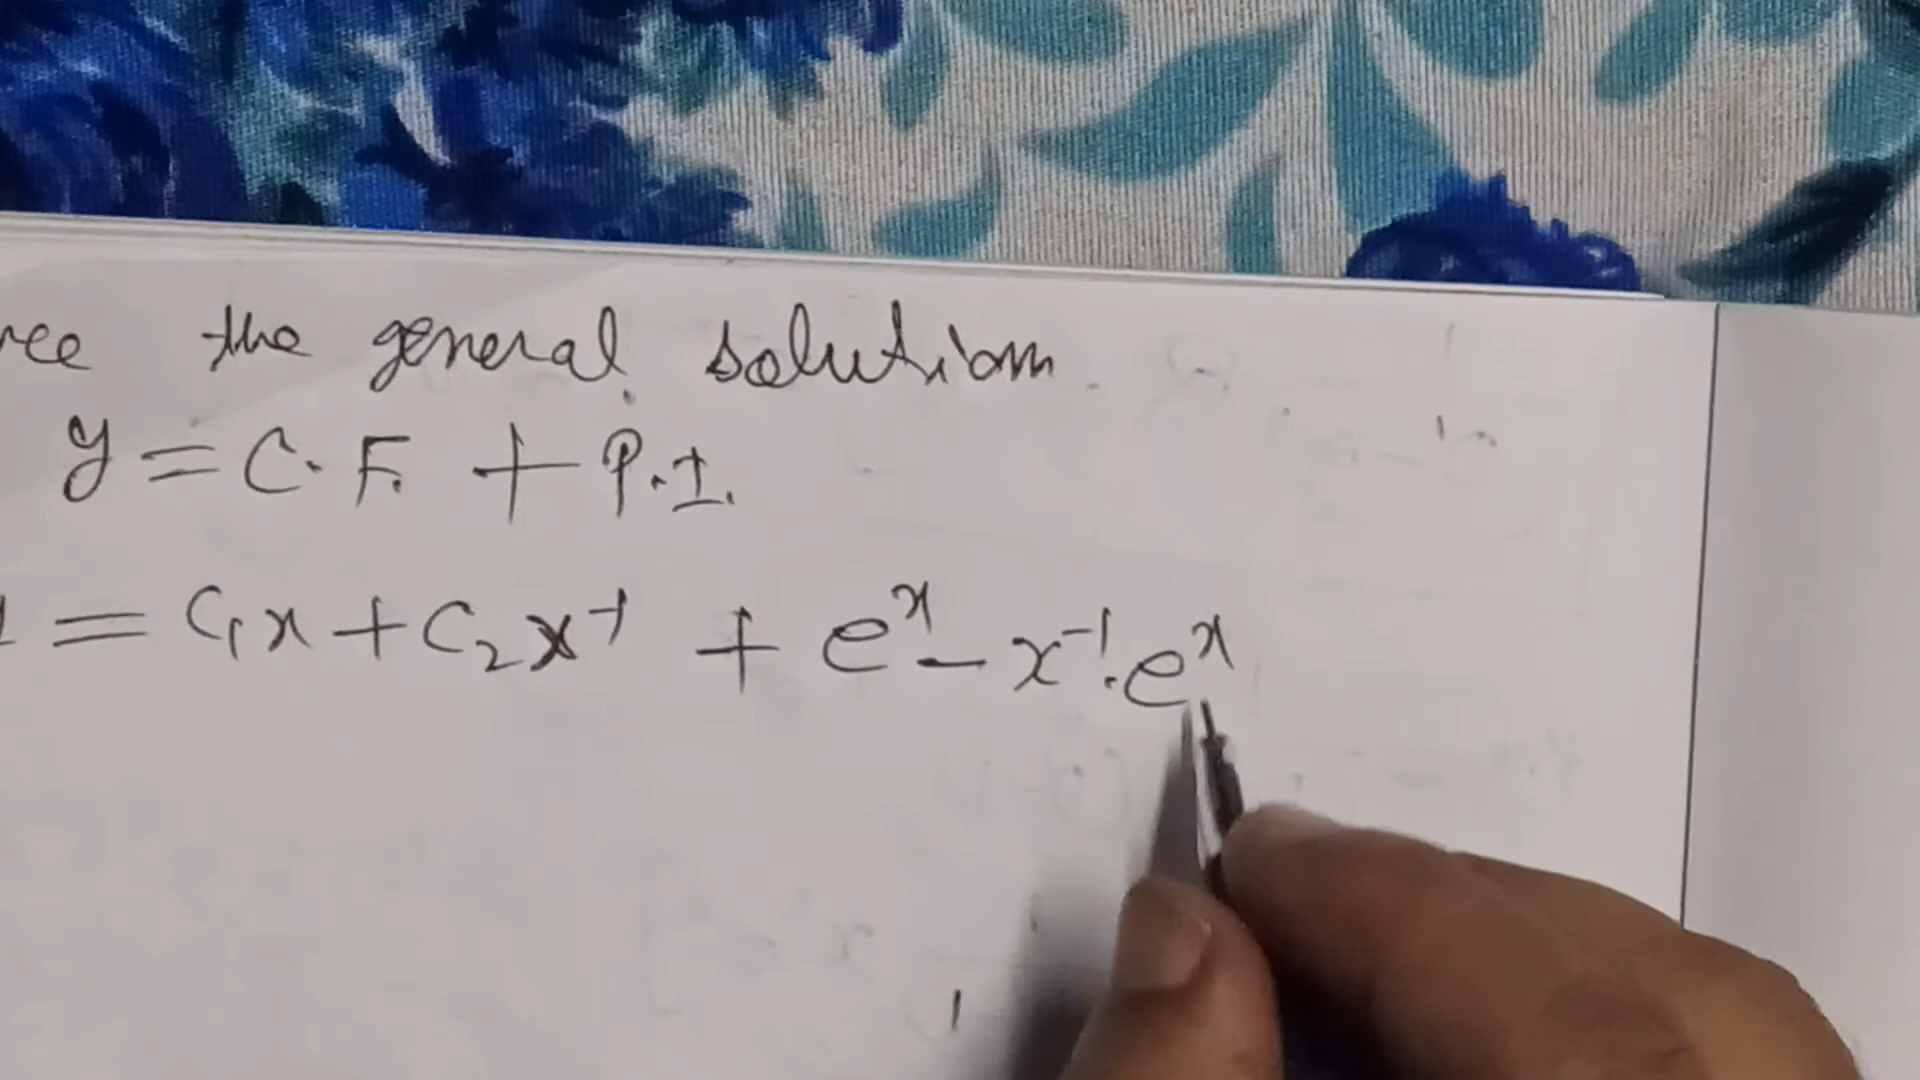 the general solution
y = C.F. + P.I.
= C₁x + C₂x⁻¹ + eˣ - x⁻¹.eˣ